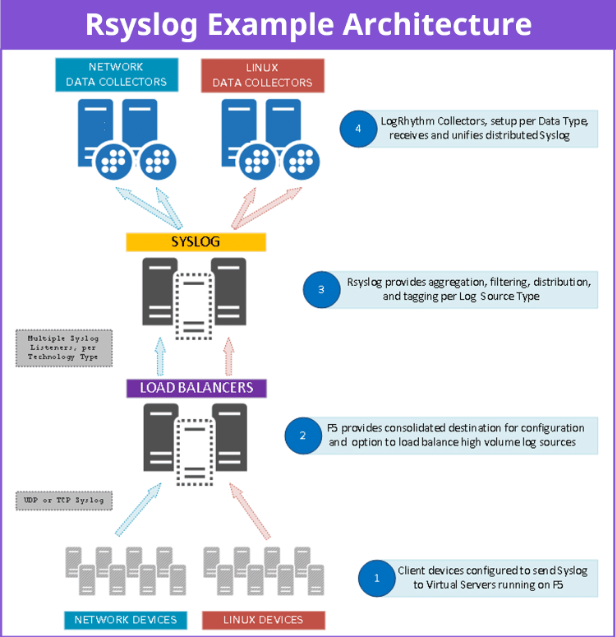 Rsyslog Example Architecture
NETWORK
DATA COLLECTORS
LINUX
DATA COLLECTORS
4
LogRhythm Collectors, setup per Data Type,
receives and unifies distributed Syslog
SYSLOG
3
Rsyslog provides aggregation, filtering, distribution,
and tagging per Log Source Type
Multiple Syslog
Listeners, per
Technology Type
LOAD BALANCERS
2
F5 provides consolidated destination for configuration
and option to load balance high volume log sources
UDP or TCP Syslog
1
Client devices configured to send Syslog
to Virtual Servers running on F5
NETWORK DEVICES
LINUX DEVICES